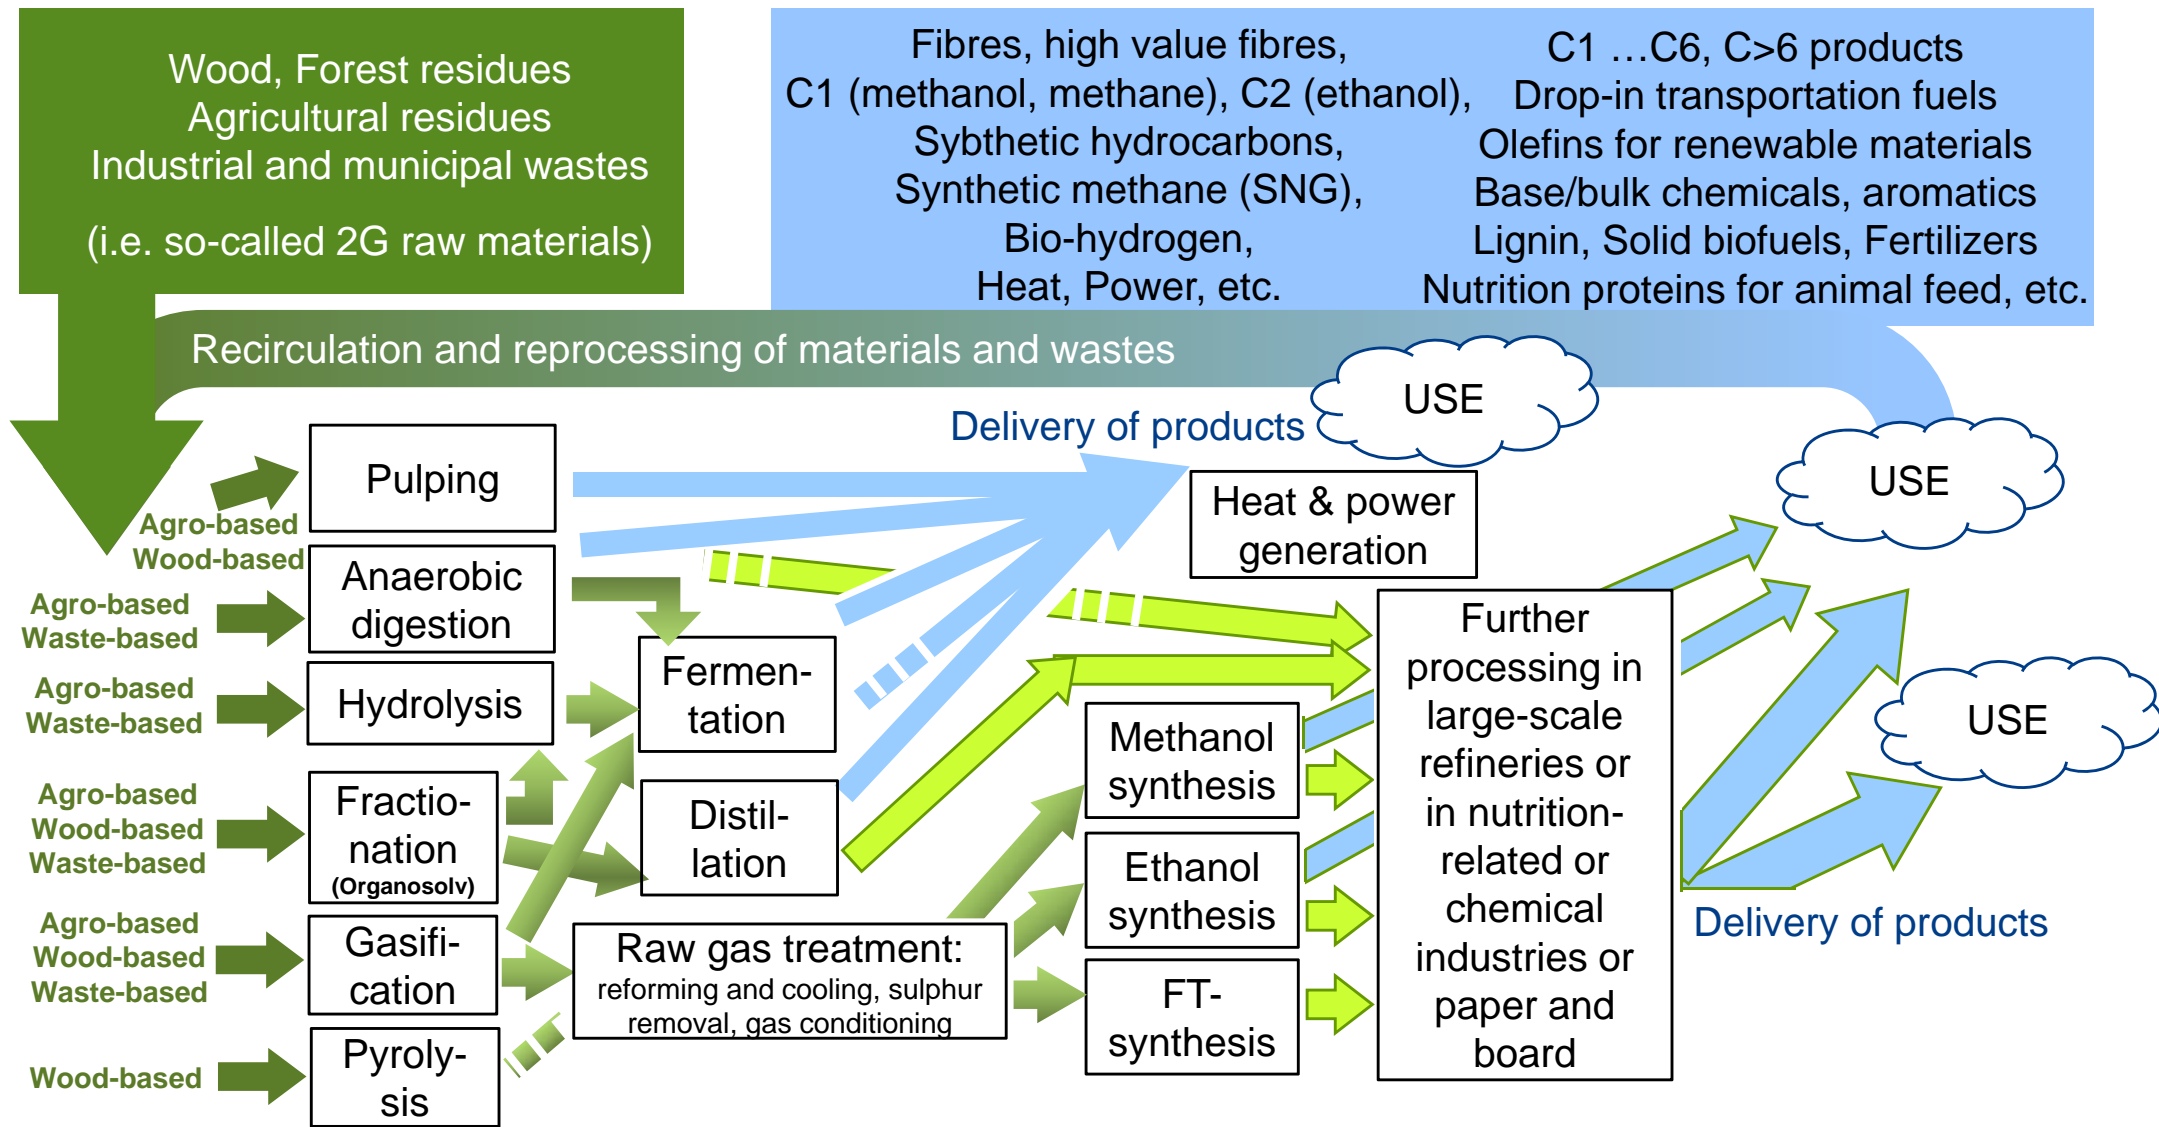 Wood, Forest residues
Agricultural residues
Industrial and municipal wastes
(i.e. so-called 2G raw materials)
Fibres, high value fibres,
C1 (methanol, methane), C2 (ethanol),
Sybthetic hydrocarbons,
Synthetic methane (SNG),
Bio-hydrogen,
Heat, Power, etc.
C1 …C6, C>6 products
Drop-in transportation fuels
Olefins for renewable materials
Base/bulk chemicals, aromatics
Lignin, Solid biofuels, Fertilizers
Nutrition proteins for animal feed, etc.
Recirculation and reprocessing of materials and wastes
USE
Delivery of products
USE
Heat & power
generation
Agro-based
Wood-based
Pulping
Agro-based
Waste-based
Anaerobic
digestion
Agro-based
Waste-based
Hydrolysis
Fermen-
tation
Agro-based
Wood-based
Waste-based
Fractio-
nation
(Organosolv)
Distil-
lation
Agro-based
Wood-based
Waste-based
Gasifi-
cation
Raw gas treatment:
reforming and cooling, sulphur
removal, gas conditioning
Wood-based
Pyroly-
sis
Methanol
synthesis
Ethanol
synthesis
FT-
synthesis
Further
processing in
large-scale
refineries or
in nutrition-
related or
chemical
industries or
paper and
board
USE
Delivery of products